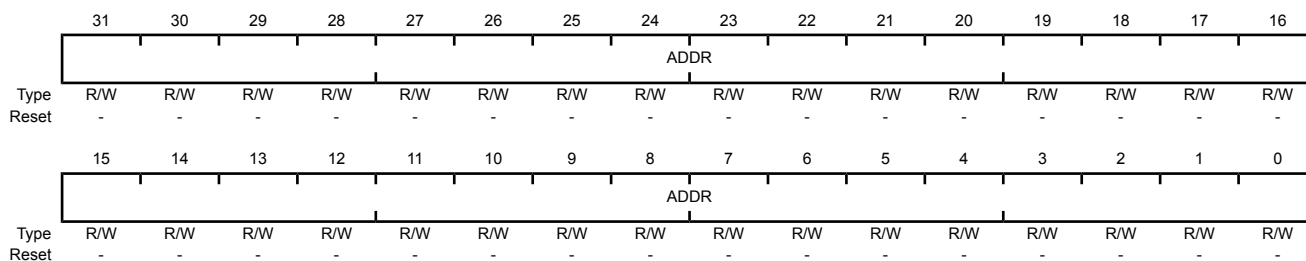 31 30 29 28 27 26 25 24 23 22 21 20 19 18 17 16
ADDR
Type R/W R/W R/W R/W R/W R/W R/W R/W R/W R/W R/W R/W R/W R/W R/W R/W
Reset - - - - - - - - - - - - - - - -
15 14 13 12 11 10 9 8 7 6 5 4 3 2 1 0
ADDR
Type R/W R/W R/W R/W R/W R/W R/W R/W R/W R/W R/W R/W R/W R/W R/W R/W
Reset - - - - - - - - - - - - - - - -